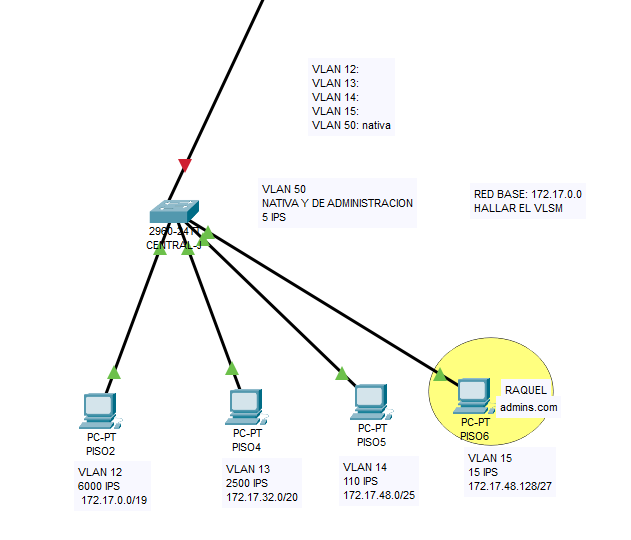 VLAN 12:
VLAN 13:
VLAN 14:
VLAN 15:
VLAN 50: nativa
VLAN 50
NATIVA Y DE ADMINISTRACION
5 IPS
RED BASE: 172.17.0.0
HALLAR EL VLSM
2960-24TT
CENTRAL-J
PC-PT
PISO2
VLAN 12
6000 IPS
172.17.0.0/19
PC-PT
PISO4
VLAN 13
2500 IPS
172.17.32.0/20
PC-PT
PISO5
VLAN 14
110 IPS
172.17.48.0/25
RAQUEL
admins.com
PC-PT
PISO6
VLAN 15
15 IPS
172.17.48.128/27